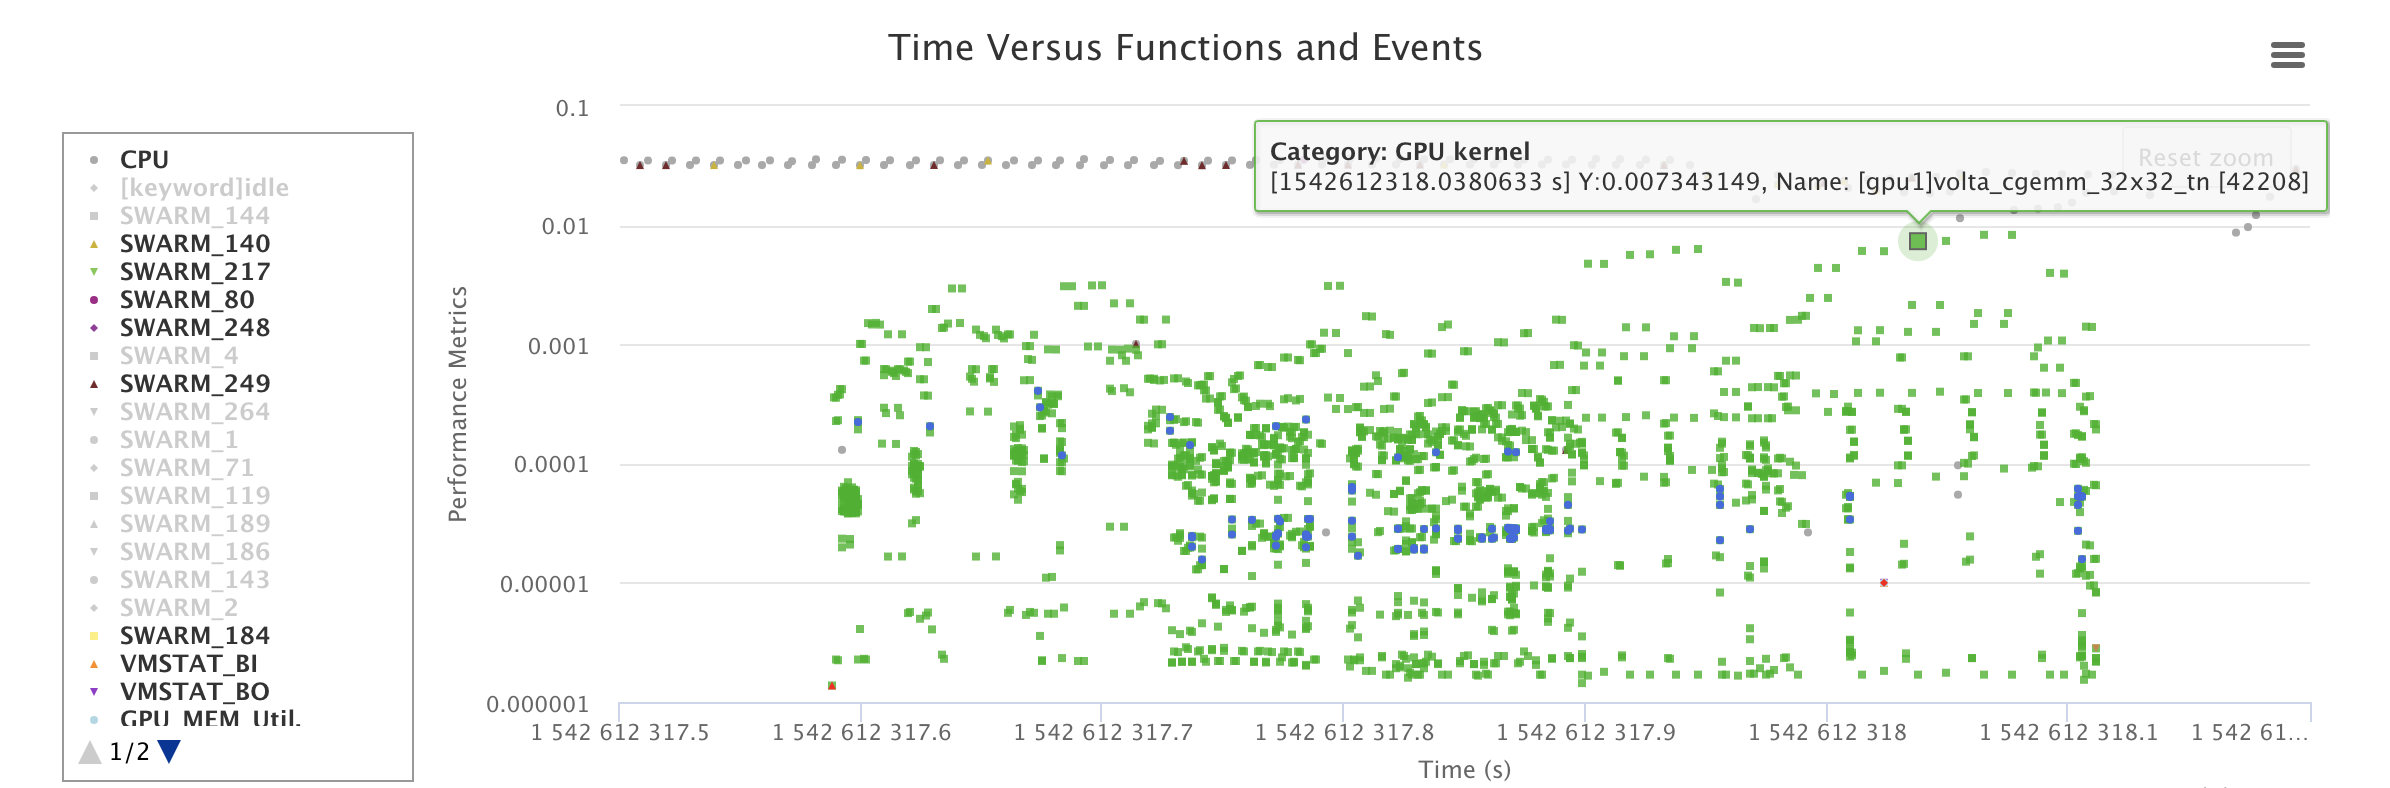 Time Versus Functions and Events
0.1
0.01
0.001
0.0001
0.00001
0.000001
Performance Metrics
Category: GPU kernel
[1542612318.0380633 s] Y:0.007343149, Name: [gpu1]volta_cgemm_32x32_tn [42208]
Reset zoom
CPU
[keyword]idle
SWARM_144
SWARM_140
SWARM_217
SWARM_80
SWARM_248
SWARM_4
SWARM_249
SWARM_264
SWARM_1
SWARM_71
SWARM_119
SWARM_189
SWARM_186
SWARM_143
SWARM_2
SWARM_184
VMSTAT_BI
VMSTAT_BO
GPU_MEM_Util.
1/2
1 542 612 317.5 1 542 612 317.6 1 542 612 317.7 1 542 612 317.8 1 542 612 317.9 1 542 612 318 1 542 612 318.1 1 542 61...
Time (s)